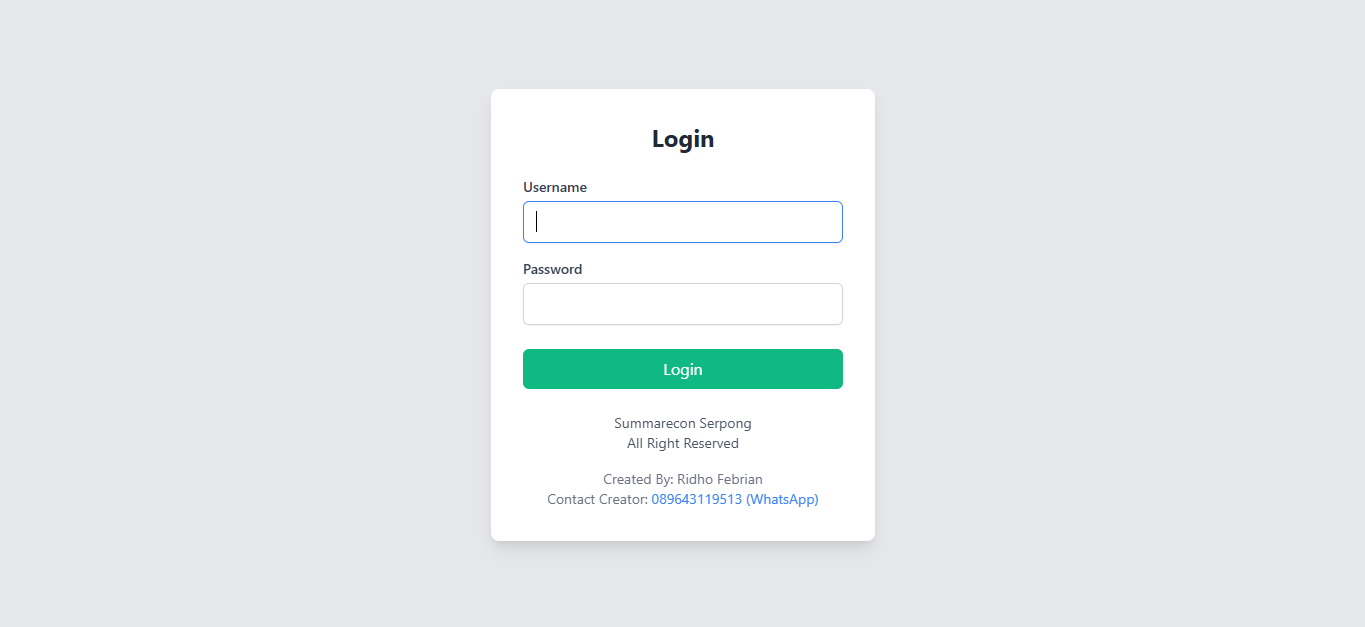 Login
Username
Password
Login
Summarecon Serpong
All Right Reserved
Created By: Ridho Febrian
Contact Creator: 089643119513 (WhatsApp)